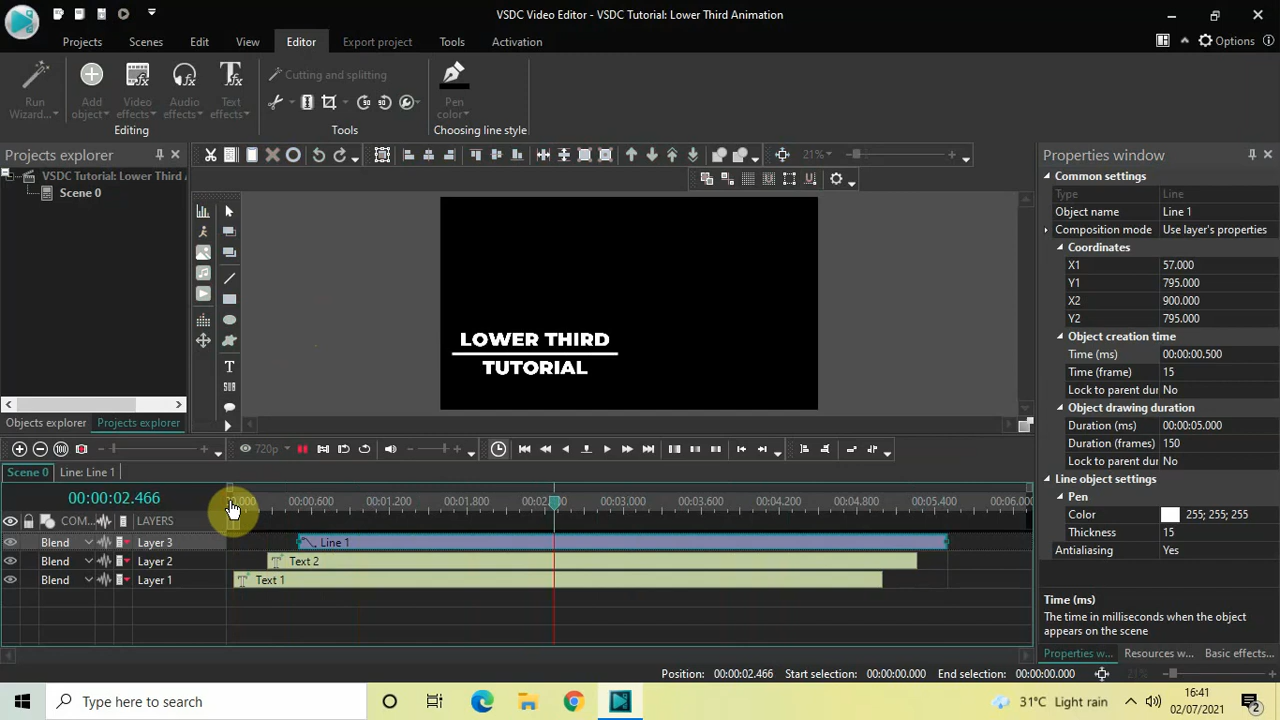 VSDC Video Editor - VSDC Tutorial: Lower Third Animation
Projects Scenes Edit View Editor Export project Tools Activation Options
Run Wizard... Add object Video effects Audio effects Text effects
Cutting and splitting
Pen color
Editing Tools Choosing line style
Projects explorer
VSDC Tutorial: Lower Third
Scene 0
21%
LOWER THIRD
TUTORIAL
SUB
Objects explorer Projects explorer
Properties window
Common settings
Type Line
Object name Line 1
Composition mode Use layer's properties
Coordinates
X1 57.000
Y1 795.000
X2 900.000
Y2 795.000
Object creation time
Time (ms) 00:00:00.500
Time (frame) 15
Lock to parent dur No
Object drawing duration
Duration (ms) 00:00:05.000
Duration (frames) 150
Lock to parent dur No
Line object settings
Pen
Color 255; 255; 255
Thickness 15
Antialiasing Yes
Time (ms)
The time in milliseconds when the object
appears on the scene
Properties w... Resources w... Basic effects...
720p
Scene 0 Line: Line 1
00:00:02.466 00:00.600 00:01.200 00:01.800 00:03.000 00:03.600 00:04.200 00:04.800 00:05.400
COM... LAYERS
Blend Layer 3 Line 1
Blend Layer 2 Text 2
Blend Layer 1 Text 1
Position: 00:00:02.466 Start selection: 00:00:00.000 End selection: 00:00:00.000 21%
Type here to search
31°C Light rain
16:41
02/07/2021
2